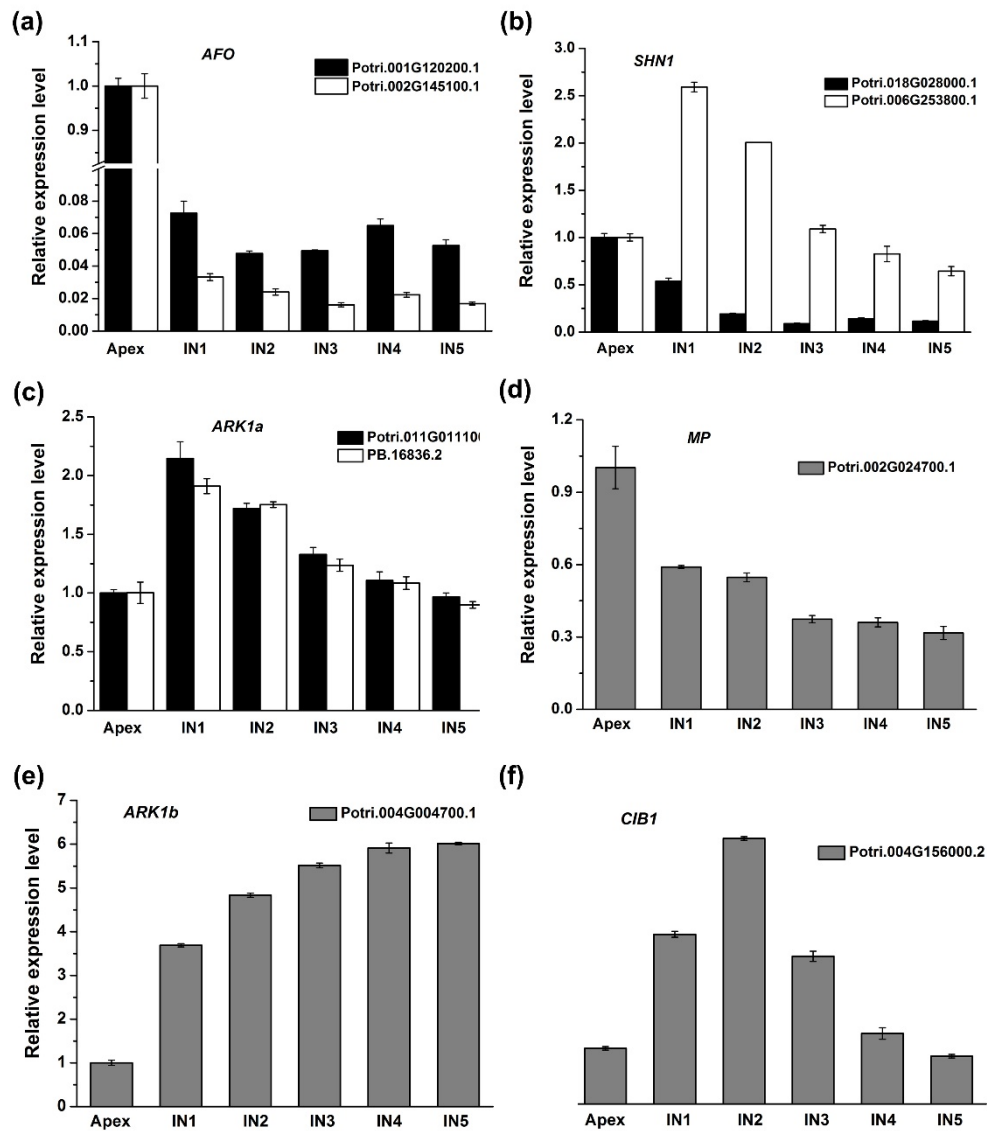 (a)
AFO
Potri.001G120200.1
Potri.002G145100.1
Relative expression level
1.1
1.0
0.9
0.08
0.06
0.04
0.02
0.00
Apex IN1 IN2 IN3 IN4 IN5
(b)
SHN1
Potri.018G028000.1
Potri.006G253800.1
Relative expression level
3.0
2.5
2.0
1.5
1.0
0.5
0.0
Apex IN1 IN2 IN3 IN4 IN5
(c)
ARK1a
Potri.011G01110
PB.16836.2
Relative expression level
2.5
2.0
1.5
1.0
0.5
0.0
Apex IN1 IN2 IN3 IN4 IN5
(d)
MP
Potri.002G024700.1
Relative expression level
1.2
0.9
0.6
0.3
0.0
Apex IN1 IN2 IN3 IN4 IN5
(e)
ARK1b
Potri.004G004700.1
Relative expression level
7
6
5
4
3
2
1
0
Apex IN1 IN2 IN3 IN4 IN5
(f)
CIB1
Potri.004G156000.2
Apex IN1 IN2 IN3 IN4 IN5